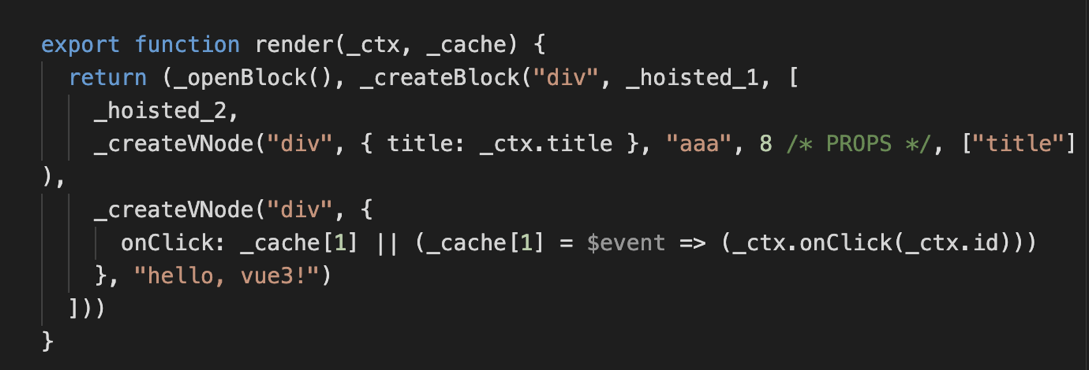 export function render(_ctx, _cache) {
  return (_openBlock(), _createBlock("div", _hoisted_1, [
    _hoisted_2,
    _createVNode("div", { title: _ctx.title }, "aaa", 8 /* PROPS */, ["title"]
),
    _createVNode("div", {
      onClick: _cache[1] || (_cache[1] = $event => (_ctx.onClick(_ctx.id)))
    }, "hello, vue3!")
  ]))
}